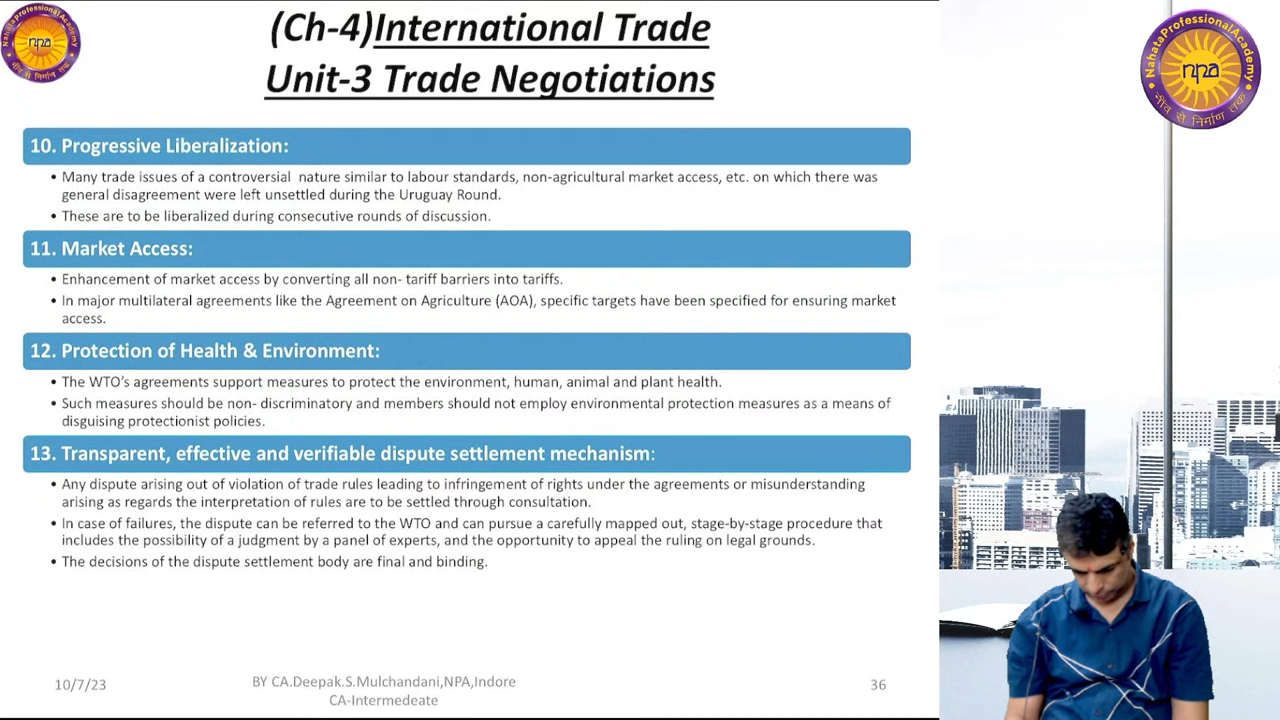 (Ch-4)International Trade
Unit-3 Trade Negotiations
NahataProfessionalAcademy
npa
नींव से निर्माण तक
NahataProfessionalAcademy
npa
नींव से निर्माण तक
10. Progressive Liberalization:
• Many trade issues of a controversial nature similar to labour standards, non-agricultural market access, etc. on which there was
general disagreement were left unsettled during the Uruguay Round.
• These are to be liberalized during consecutive rounds of discussion.
11. Market Access:
• Enhancement of market access by converting all non- tariff barriers into tariffs.
• In major multilateral agreements like the Agreement on Agriculture (AOA), specific targets have been specified for ensuring market
access.
12. Protection of Health & Environment:
• The WTO's agreements support measures to protect the environment, human, animal and plant health.
• Such measures should be non- discriminatory and members should not employ environmental protection measures as a means of
disguising protectionist policies.
13. Transparent, effective and verifiable dispute settlement mechanism:
• Any dispute arising out of violation of trade rules leading to infringement of rights under the agreements or misunderstanding
arising as regards the interpretation of rules are to be settled through consultation.
• In case of failures, the dispute can be referred to the WTO and can pursue a carefully mapped out, stage-by-stage procedure that
includes the possibility of a judgment by a panel of experts, and the opportunity to appeal the ruling on legal grounds.
• The decisions of the dispute settlement body are final and binding.
10/7/23
BY CA.Deepak.S.Mulchandani,NPA,Indore
CA-Intermedeate
36